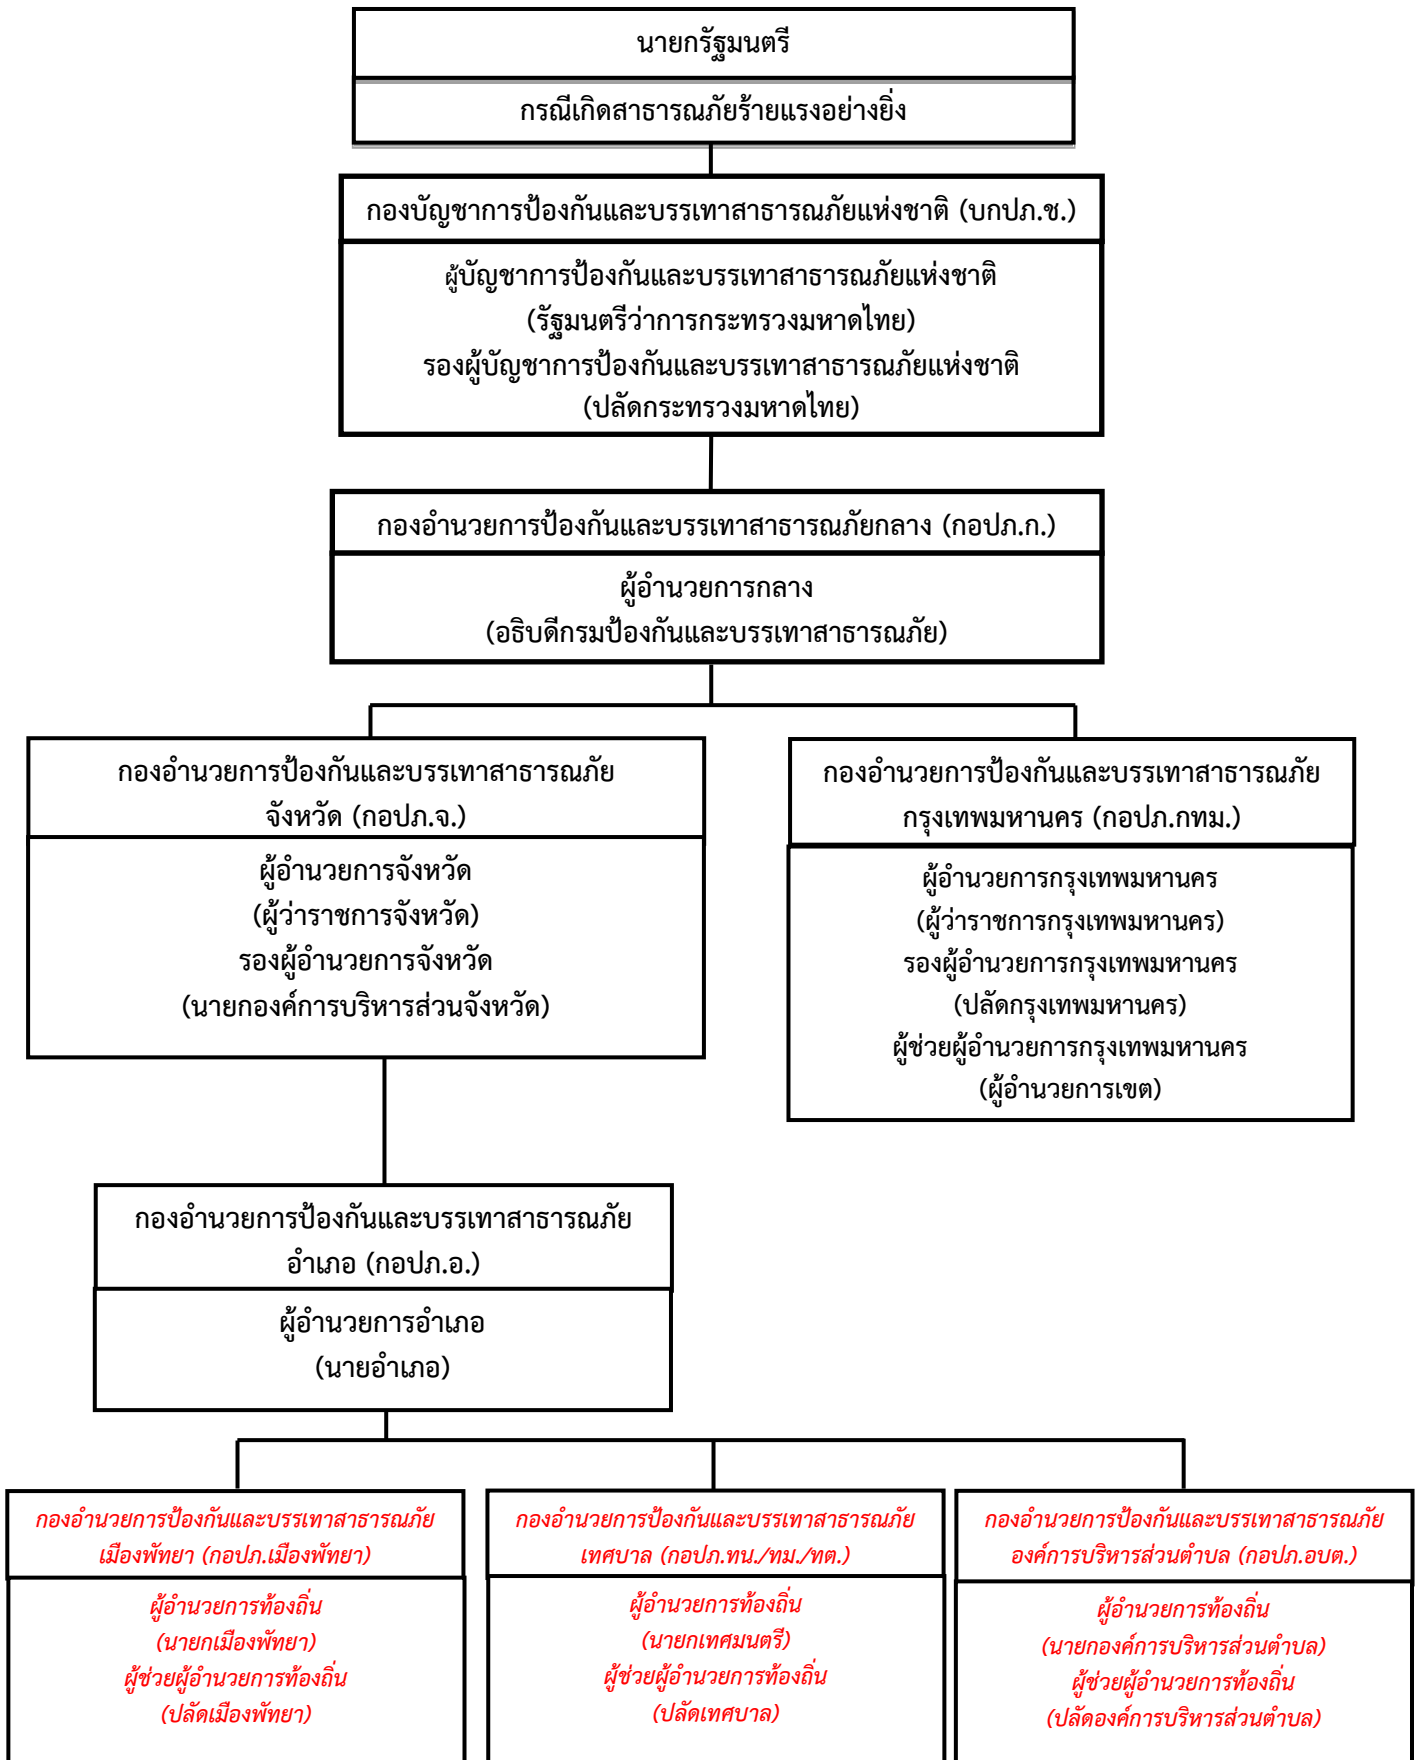 นายกรัฐมนตรี
กรณีเกิดสาธารณภัยร้ายแรงอย่างยิ่ง
กองบัญชาการป้องกันและบรรเทาสาธารณภัยแห่งชาติ (บกปภ.ช.)
ผู้บัญชาการป้องกันและบรรเทาสาธารณภัยแห่งชาติ
(รัฐมนตรีว่าการกระทรวงมหาดไทย)
รองผู้บัญชาการป้องกันและบรรเทาสาธารณภัยแห่งชาติ
(ปลัดกระทรวงมหาดไทย)
กองอำนวยการป้องกันและบรรเทาสาธารณภัยกลาง (กอปภ.ก.)
ผู้อำนวยการกลาง
(อธิบดีกรมป้องกันและบรรเทาสาธารณภัย)
กองอำนวยการป้องกันและบรรเทาสาธารณภัย
จังหวัด (กอปภ.จ.)
ผู้อำนวยการจังหวัด
(ผู้ว่าราชการจังหวัด)
รองผู้อำนวยการจังหวัด
(นายกองค์การบริหารส่วนจังหวัด)
กองอำนวยการป้องกันและบรรเทาสาธารณภัย
กรุงเทพมหานคร (กอปภ.กทม.)
ผู้อำนวยการกรุงเทพมหานคร
(ผู้ว่าราชการกรุงเทพมหานคร)
รองผู้อำนวยการกรุงเทพมหานคร
(ปลัดกรุงเทพมหานคร)
ผู้ช่วยผู้อำนวยการกรุงเทพมหานคร
(ผู้อำนวยการเขต)
กองอำนวยการป้องกันและบรรเทาสาธารณภัย
อำเภอ (กอปภ.อ.)
ผู้อำนวยการอำเภอ
(นายอำเภอ)
กองอำนวยการป้องกันและบรรเทาสาธารณภัย
เมืองพัทยา (กอปภ.เมืองพัทยา)
ผู้อำนวยการท้องถิ่น
(นายกเมืองพัทยา)
ผู้ช่วยผู้อำนวยการท้องถิ่น
(ปลัดเมืองพัทยา)
กองอำนวยการป้องกันและบรรเทาสาธารณภัย
เทศบาล (กอปภ.ทน./ทม./ทต.)
ผู้อำนวยการท้องถิ่น
(นายกเทศมนตรี)
ผู้ช่วยผู้อำนวยการท้องถิ่น
(ปลัดเทศบาล)
กองอำนวยการป้องกันและบรรเทาสาธารณภัย
องค์การบริหารส่วนตำบล (กอปภ.อบต.)
ผู้อำนวยการท้องถิ่น
(นายกองค์การบริหารส่วนตำบล)
ผู้ช่วยผู้อำนวยการท้องถิ่น
(ปลัดองค์การบริหารส่วนตำบล)